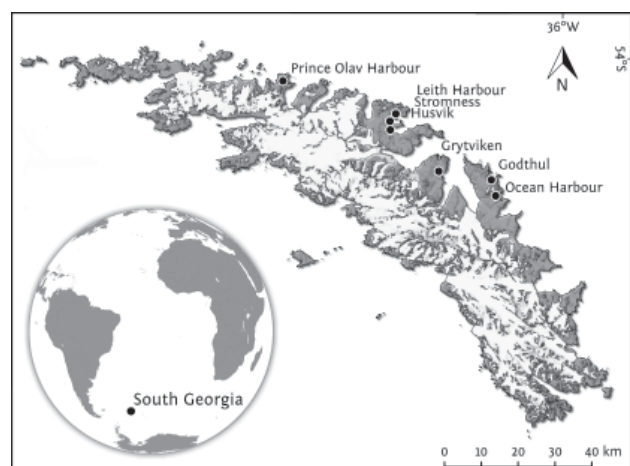 36°W
54°S
N
Prince Olav Harbour
Leith Harbour
Stromness
Husvik
Grytviken
Godthul
Ocean Harbour
South Georgia
0 10 20 30 40 km